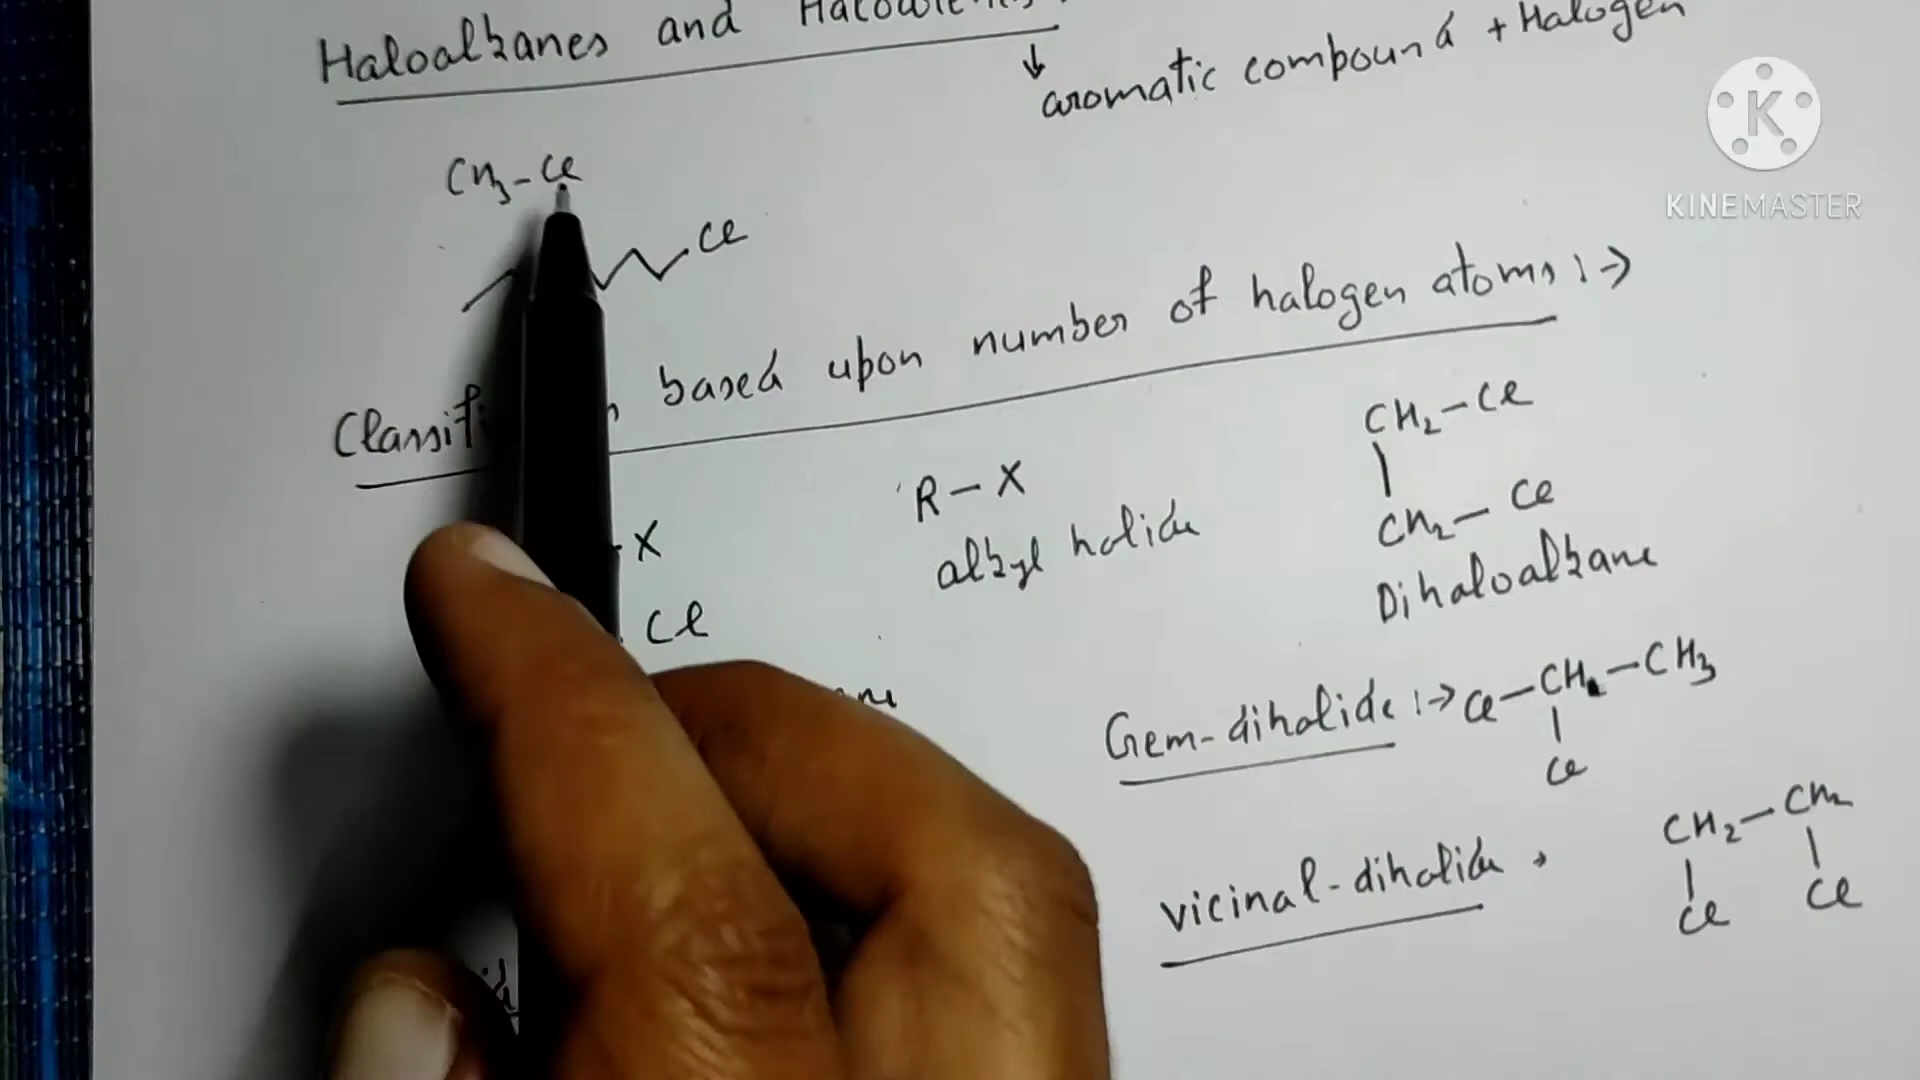 Haloalkanes and
↓
aromatic compound + Halogen
CH3-Cl
Cl
based upon number of halogen atoms :->
R-X
alkyl halide
X
Cl
CH2-Cl
|
CH2-Cl
Dihaloalkane
Gem-dihalide :-> Cl-CH-CH3
|
Cl
vicinal-dihalide
CH2-CH2
| |
Cl Cl
K
KINEMASTER